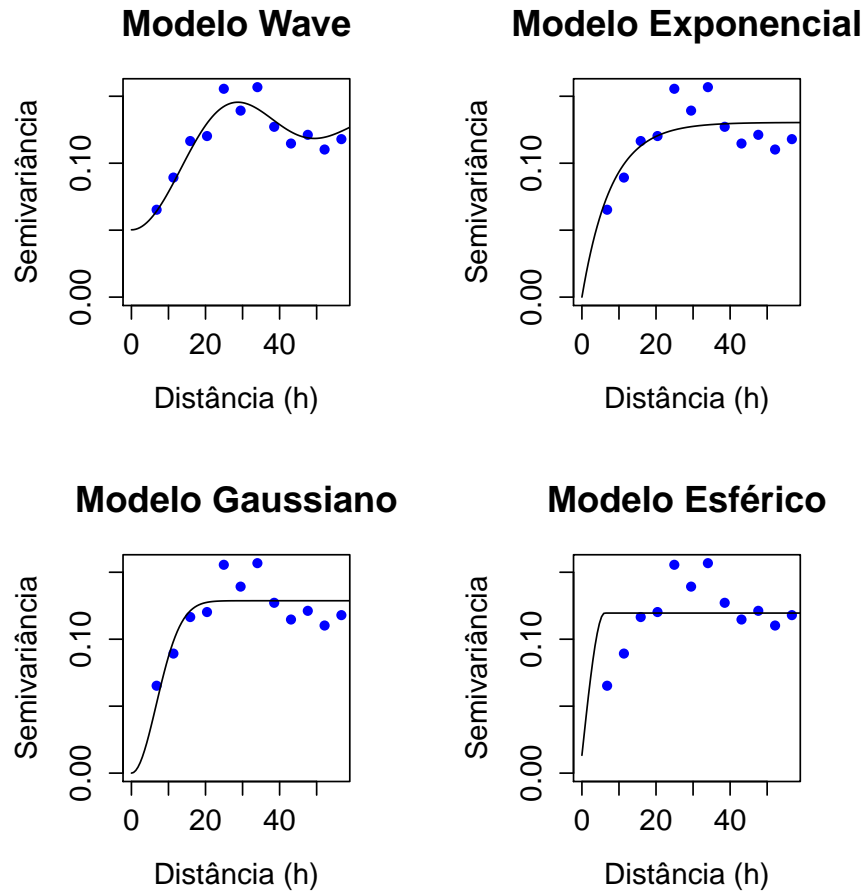 Modelo Wave
Semivariância
0.00 0.10
0 20 40
Distância (h)
Modelo Exponencial
Semivariância
0.00 0.10
0 20 40
Distância (h)
Modelo Gaussiano
Semivariância
0.00 0.10
0 20 40
Distância (h)
Modelo Esférico
Semivariância
0.00 0.10
0 20 40
Distância (h)